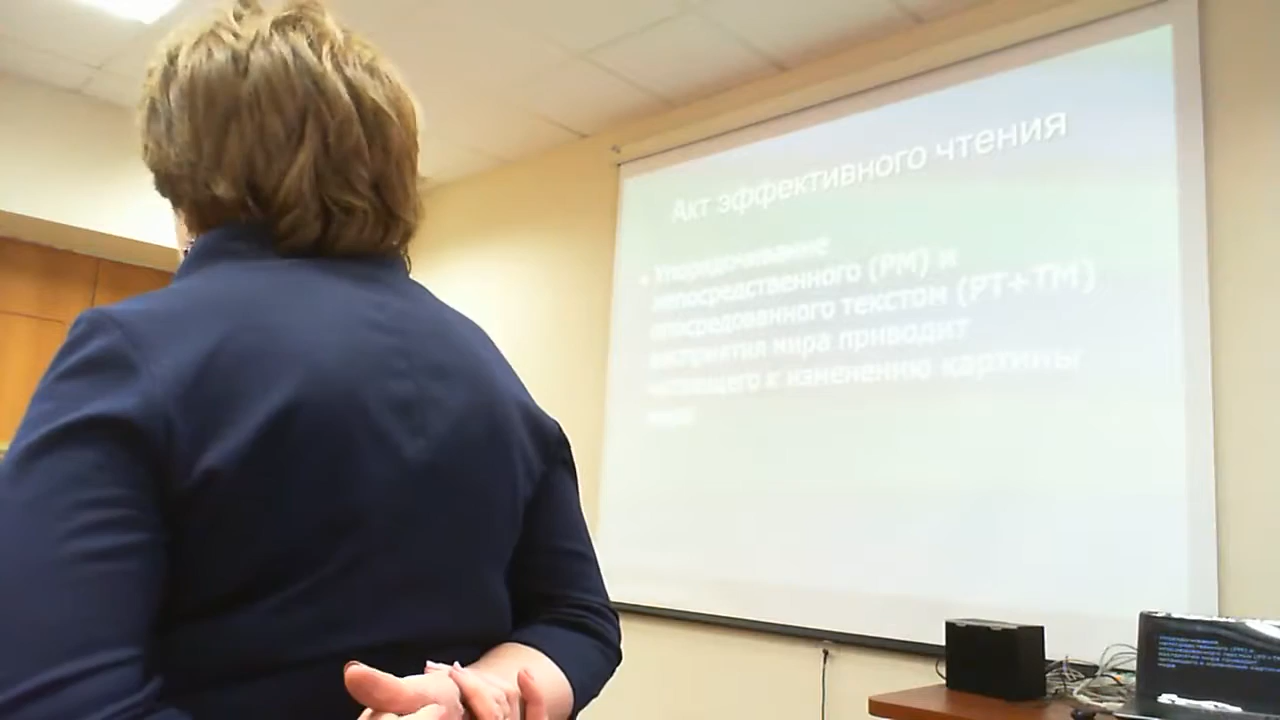 Акт эффективного чтения
Упорядочивание
непосредственного (РМ) и
опосредованного текстом (РТ+ТМ)
восприятия мира приводит
читающего к изменению картины
мира